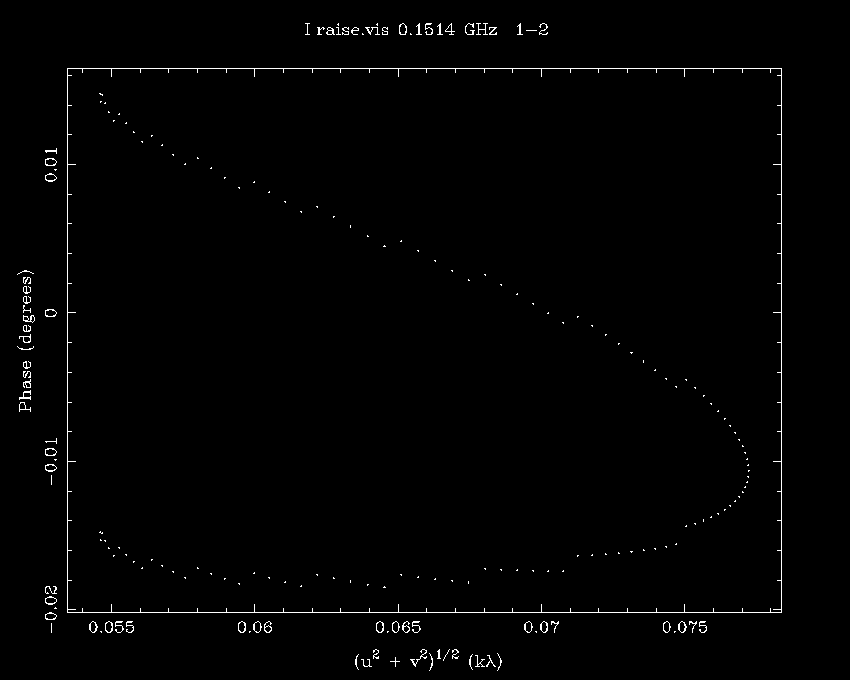 I raise.vis 0.1514 GHz 1−2
0.01
0
−0.01
−0.02
Phase (degrees)
0.055 0.06 0.065 0.07 0.075
(u² + v²)^1/2 (kλ)